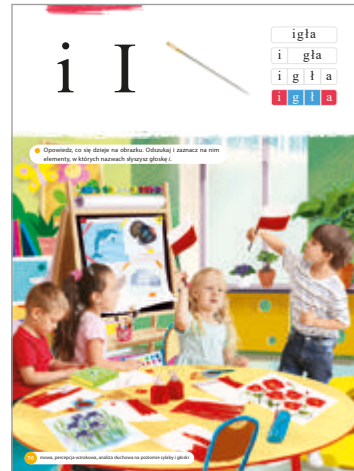 i I
igła
i gła
i g ł a
i g ł a
Opowiedz, co się dzieje na obrazku. Odszukaj i zaznacz na nim
elementy, w których nazwach słyszysz głoskę i.
mowa, percepcja wzrokowa, analiza słuchowa na poziomie sylaby i głoski